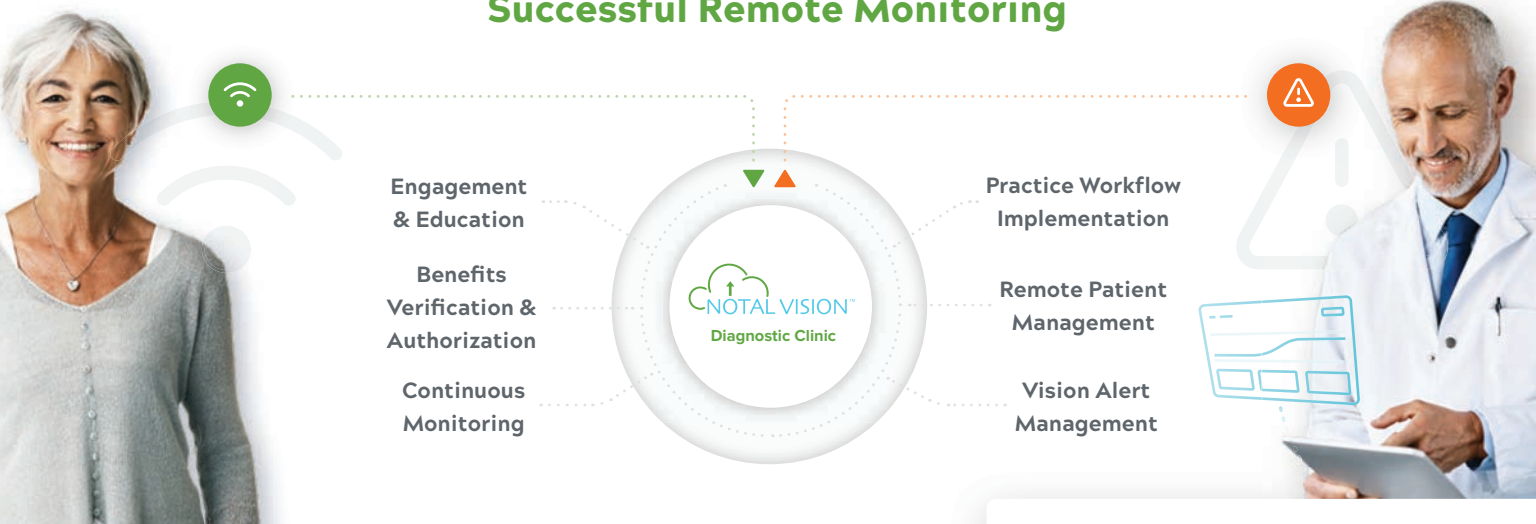 Successful Remote Monitoring
Engagement
& Education
Benefits
Verification &
Authorization
Continuous
Monitoring
NOTAL VISION™
Diagnostic Clinic
Practice Workflow
Implementation
Remote Patient
Management
Vision Alert
Management